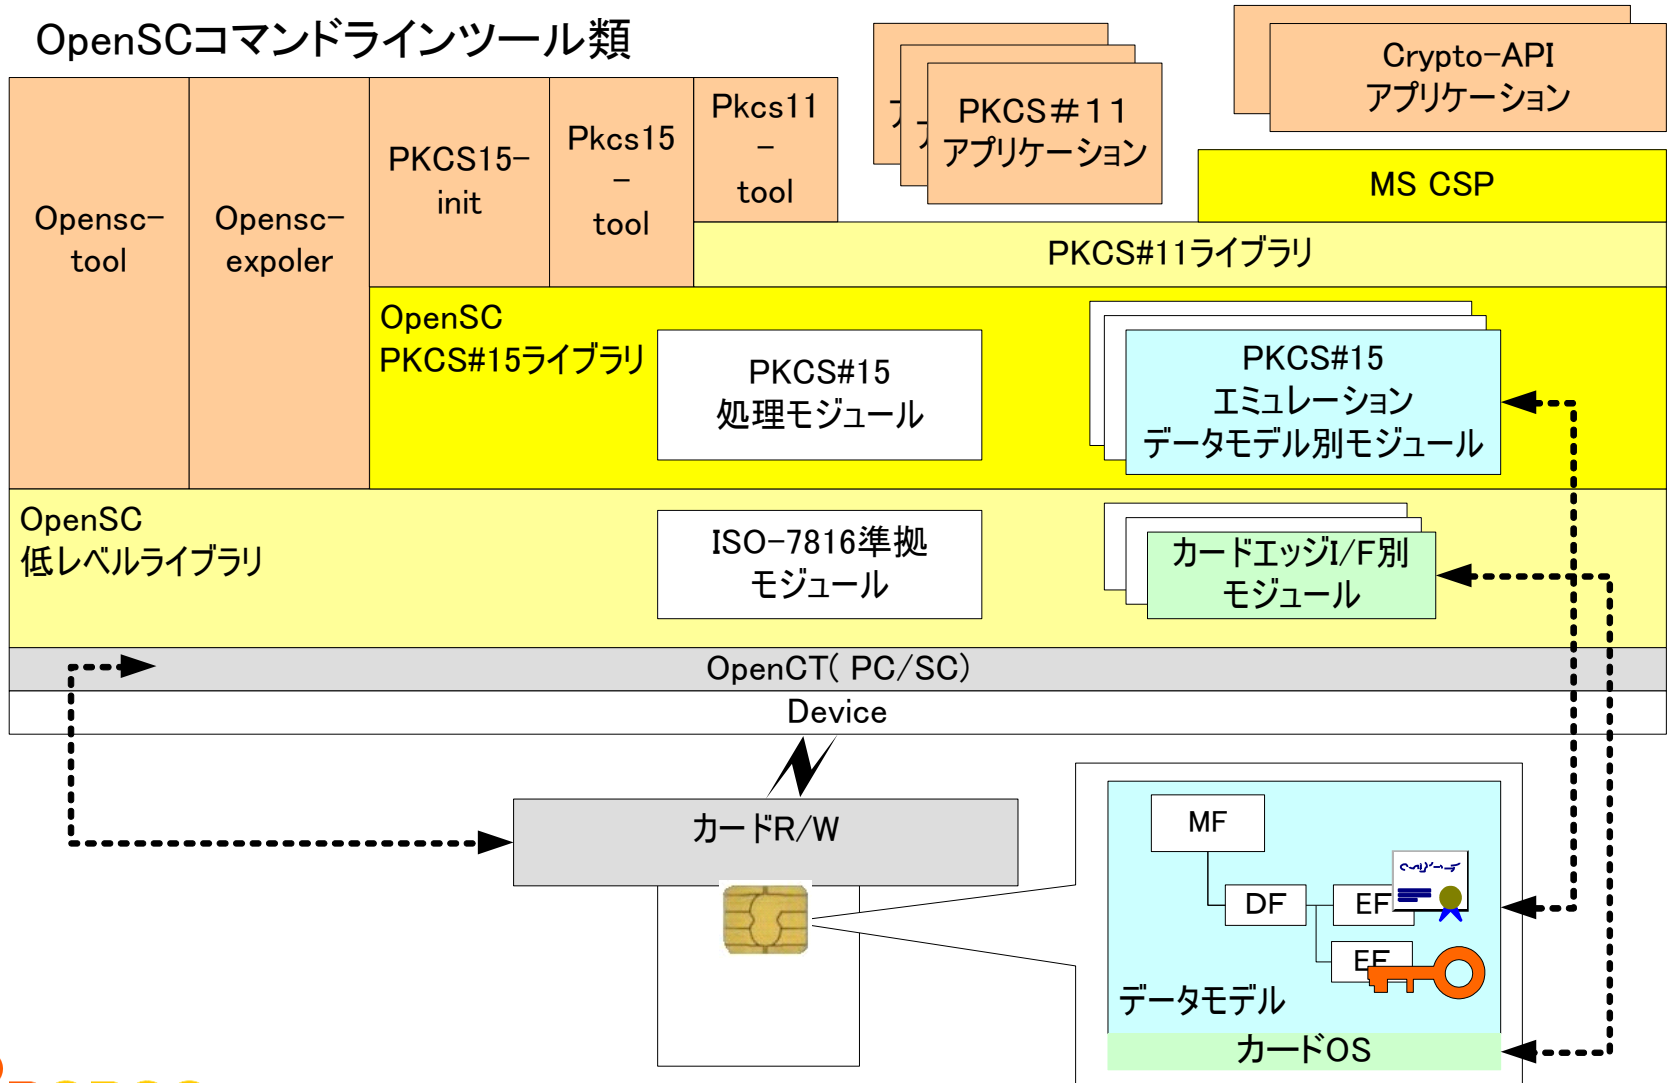 OpenSCコマンドラインツール類
Opensc-
tool
Opensc-
expoler
PKCS15-
init
Pkcs15
-
tool
Pkcs11
-
tool
PKCS#11
アプリケーション
Crypto-API
アプリケーション
MS CSP
PKCS#11ライブラリ
OpenSC
PKCS#15ライブラリ
PKCS#15
処理モジュール
PKCS#15
エミュレーション
データモデル別モジュール
OpenSC
低レベルライブラリ
ISO-7816準拠
モジュール
カードエッジI/F別
モジュール
OpenCT( PC/SC)
Device
カードR/W
MF
DF
EF
EF
データモデル
カードOS